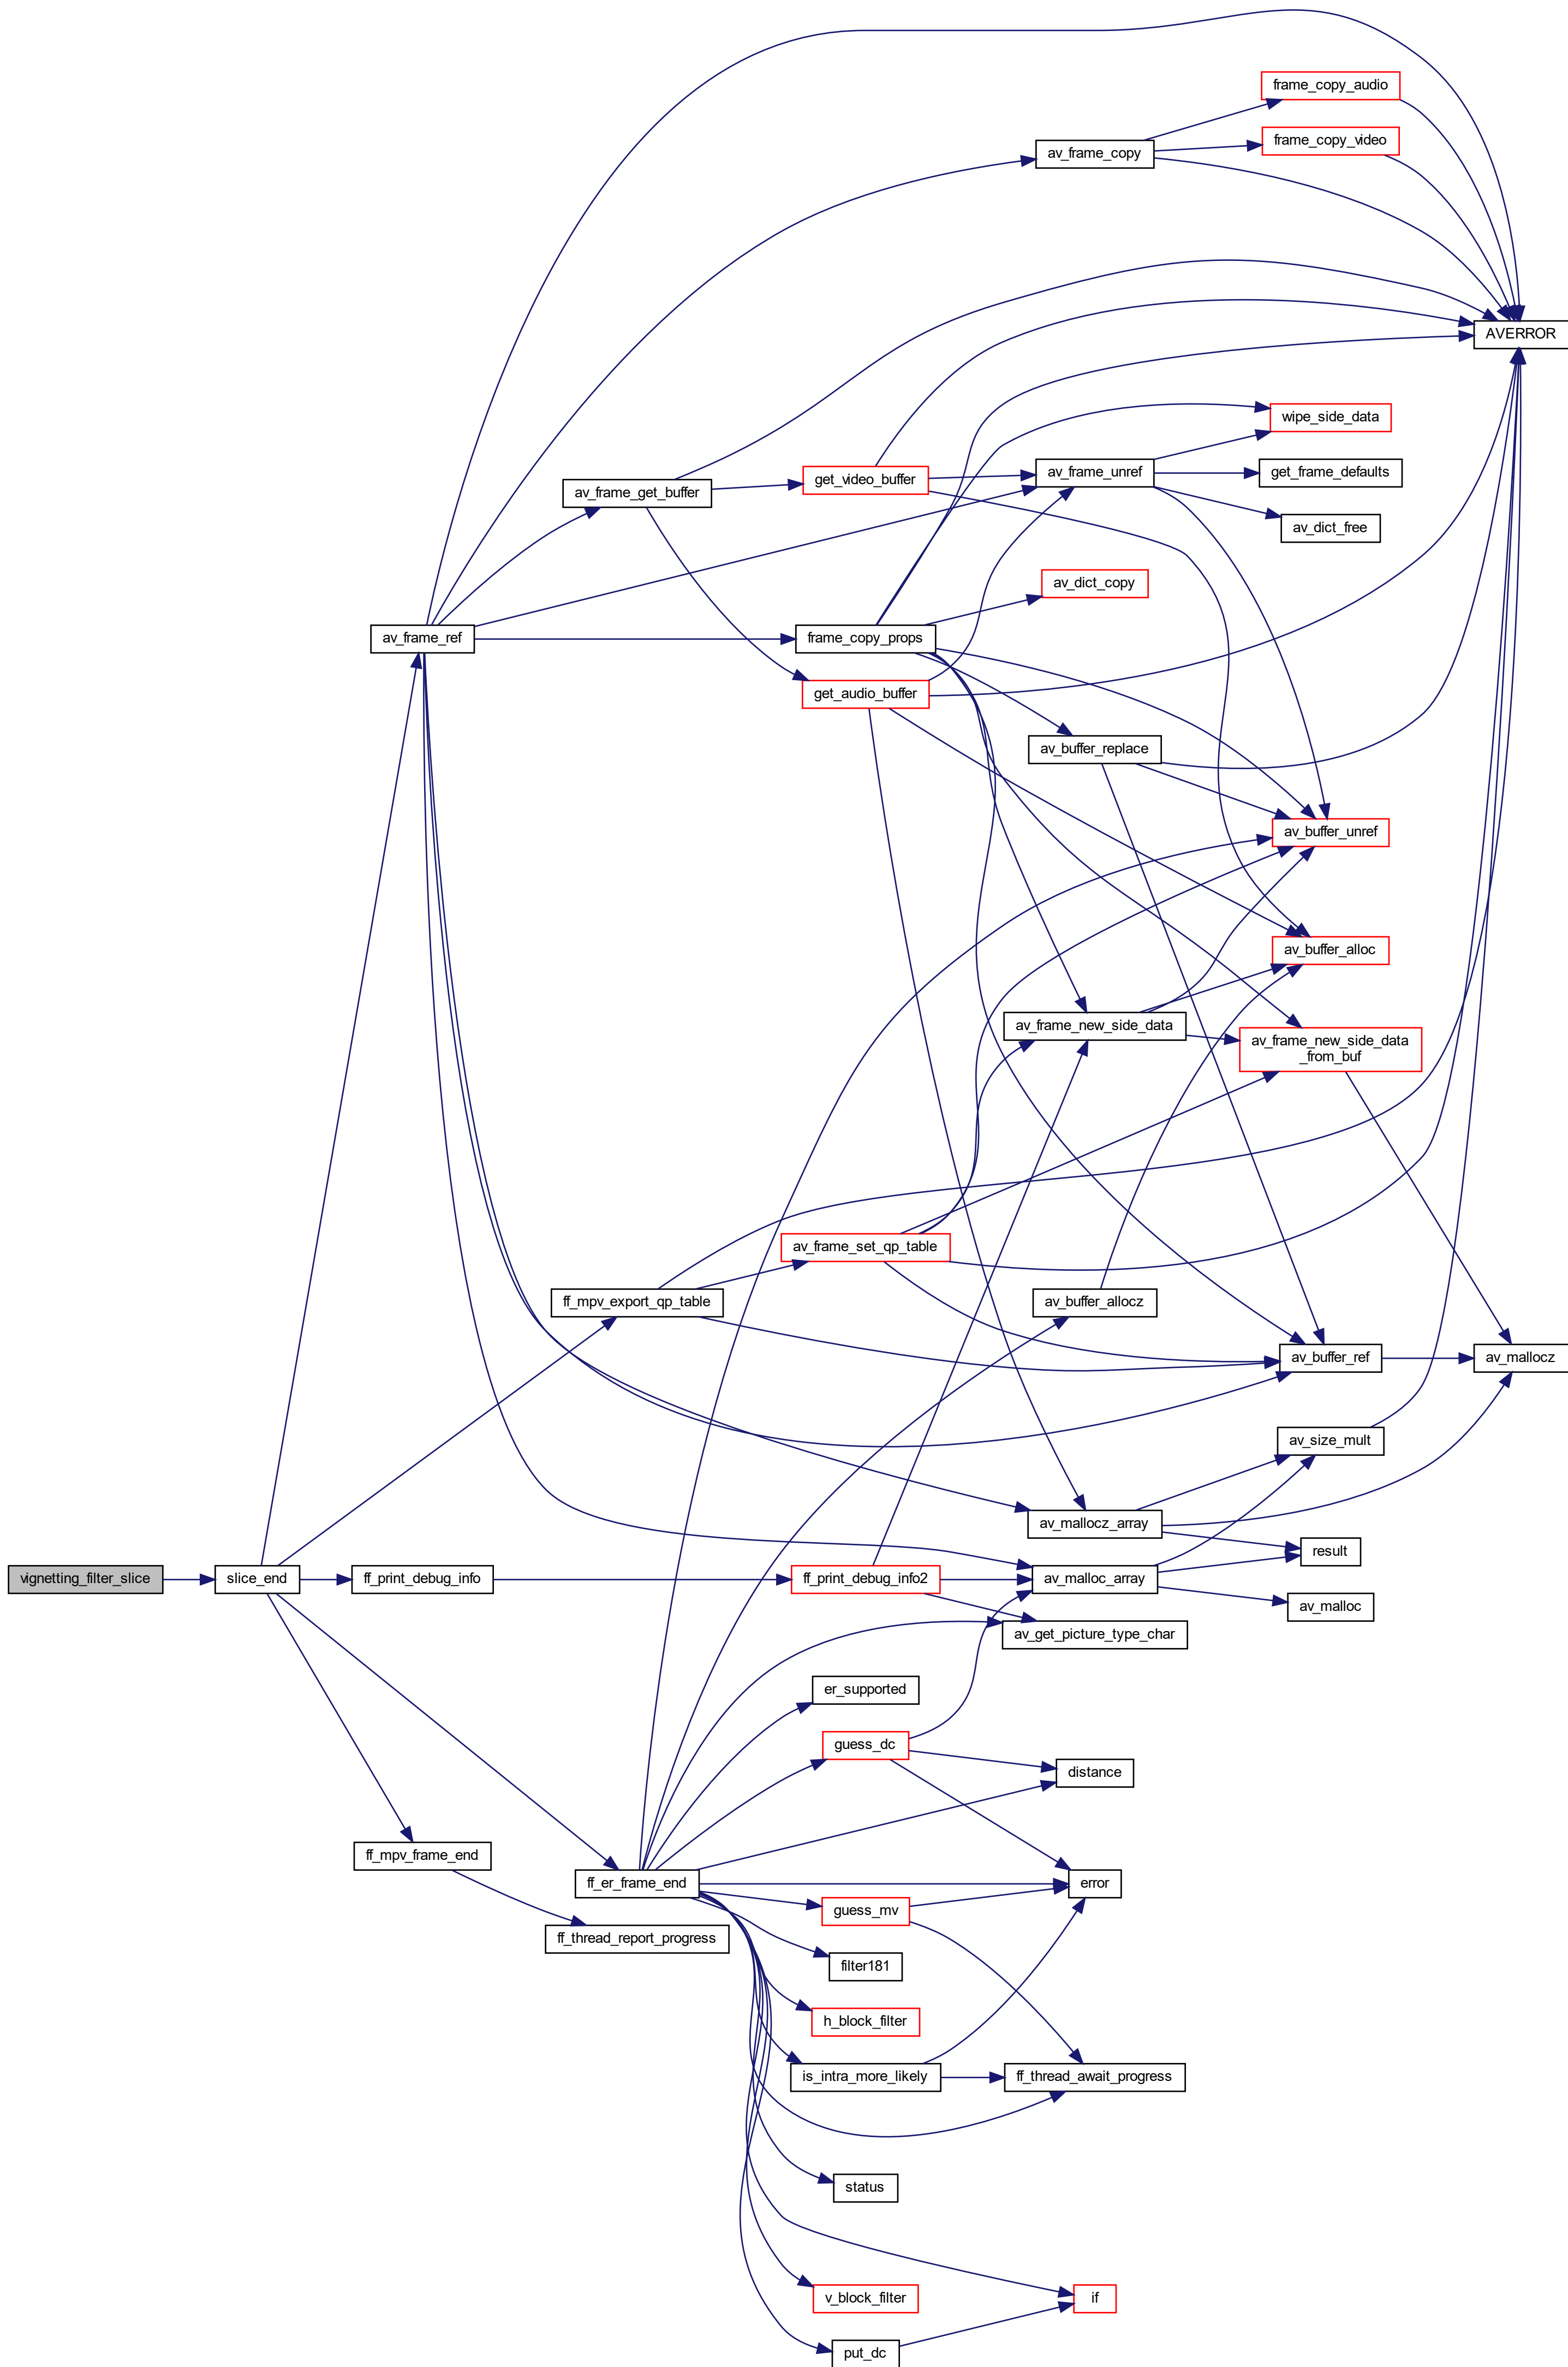 frame_copy_audio
frame_copy_video
av_frame_copy
AVERROR
wipe_side_data
av_frame_unref
get_frame_defaults
get_video_buffer
av_frame_get_buffer
av_dict_free
av_dict_copy
av_frame_ref
frame_copy_props
get_audio_buffer
av_buffer_replace
av_buffer_unref
av_buffer_alloc
av_frame_new_side_data
av_frame_new_side_data
_from_buf
av_frame_set_qp_table
ff_mpv_export_qp_table
av_buffer_allocz
av_buffer_ref
av_mallocz
av_size_mult
av_mallocz_array
result
vignetting_filter_slice
slice_end
ff_print_debug_info
ff_print_debug_info2
av_malloc_array
av_malloc
av_get_picture_type_char
er_supported
guess_dc
distance
ff_mpv_frame_end
ff_er_frame_end
error
guess_mv
ff_thread_report_progress
filter181
h_block_filter
is_intra_more_likely
ff_thread_await_progress
status
v_block_filter
if
put_dc